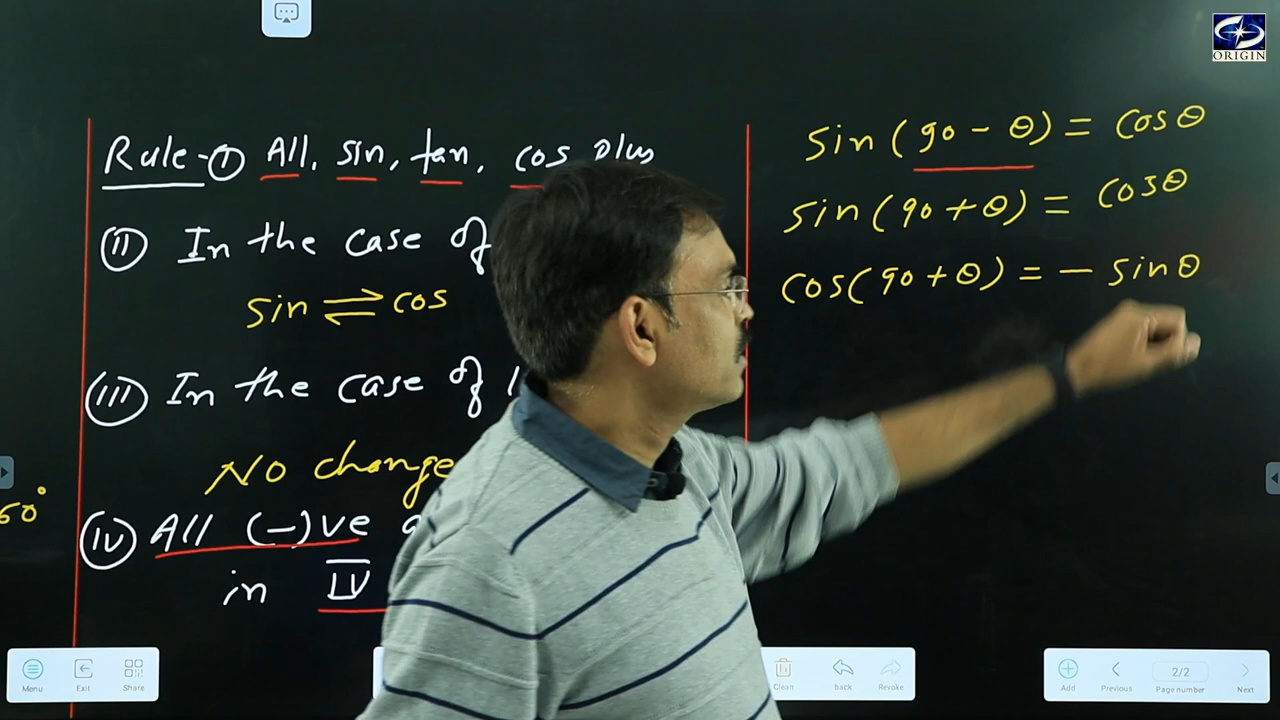 ORIGIN
Rule-① All, sin, tan, cos plus
sin(90-θ) = cosθ
sin(90+θ) = cosθ
cos(90+θ) = - sinθ
(II) In the case of
sin ⇌ cos
(III) In the case of
No change
60°
(IV) All (-)ve
in IV
Menu Exit Share Clean back Revoke Add Previous 2/2 Page number Next